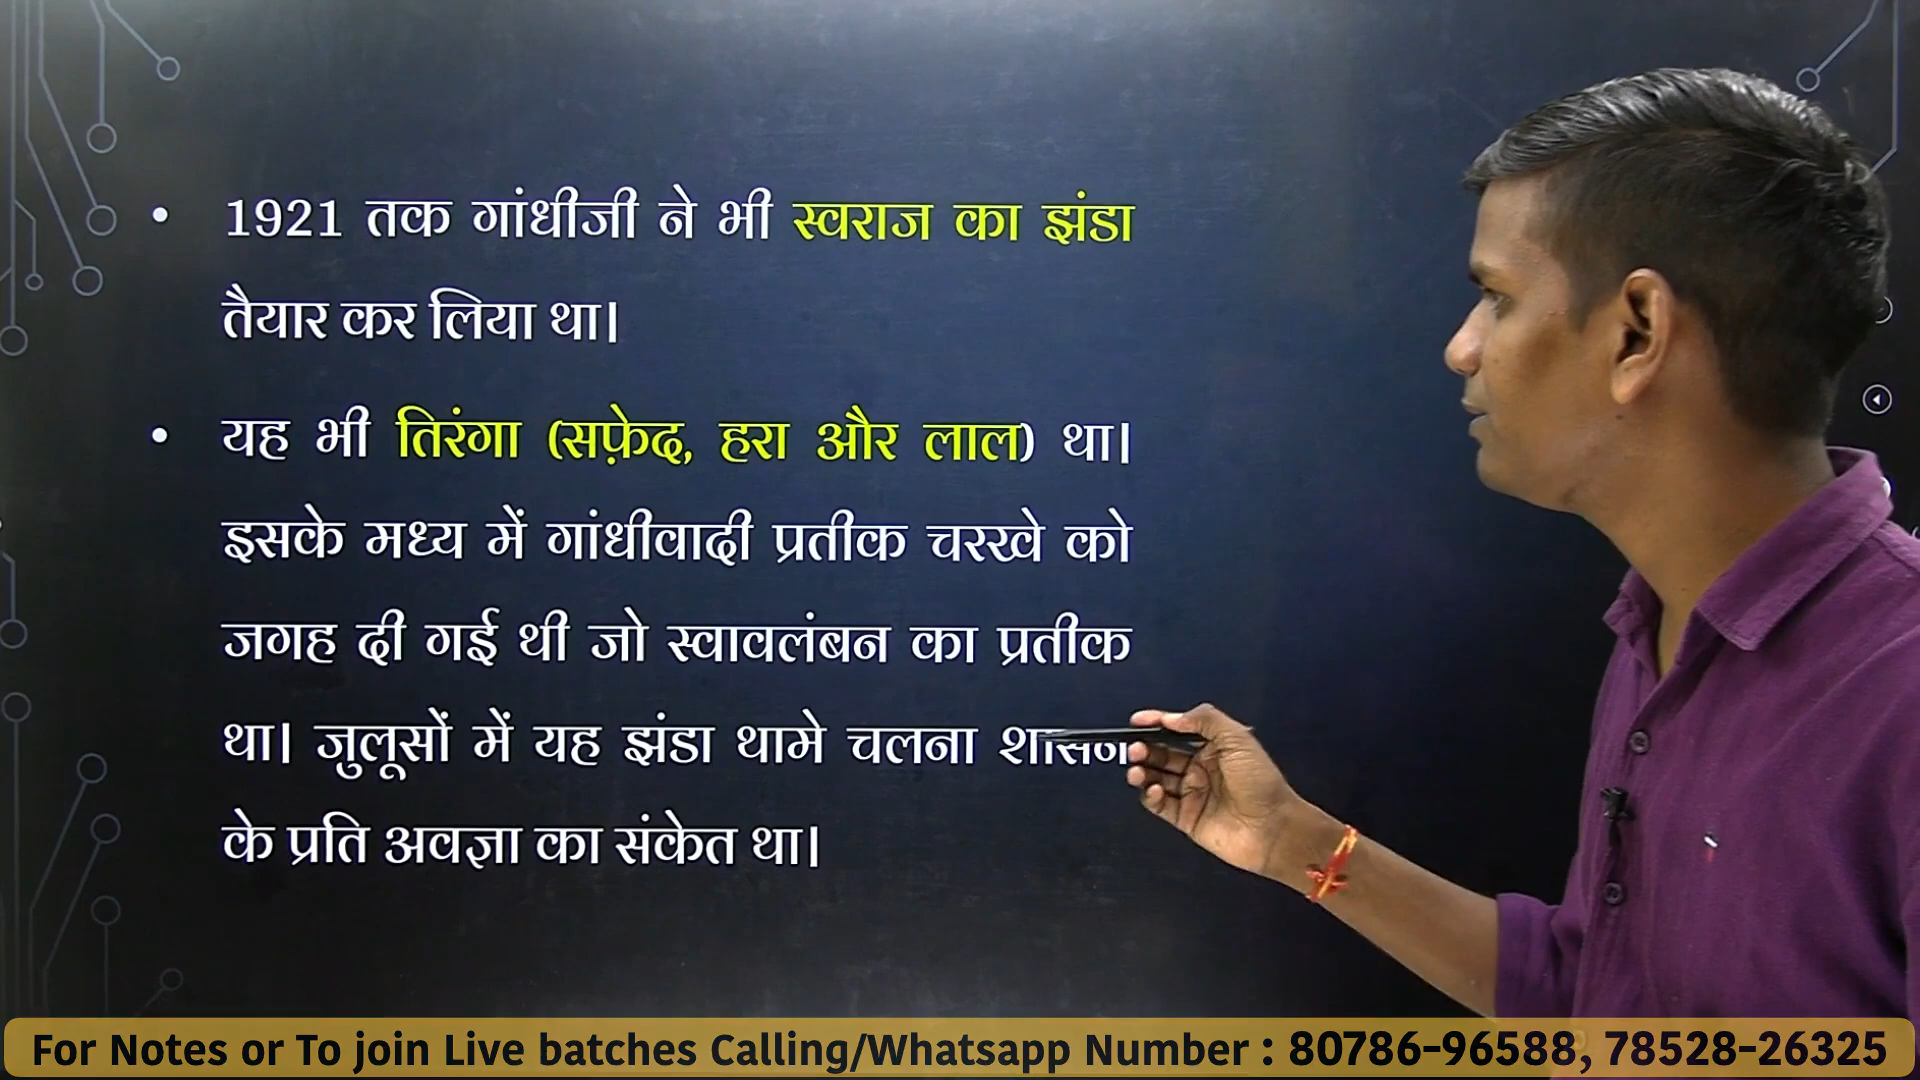 • 1921 तक गांधीजी ने भी स्वराज का झंडा
तैयार कर लिया था।
• यह भी तिरंगा (सफ़ेद, हरा और लाल) था।
इसके मध्य में गांधीवादी प्रतीक चरखे को
जगह दी गई थी जो स्वावलंबन का प्रतीक
था। जुलूसों में यह झंडा थामे चलना शासन
के प्रति अवज्ञा का संकेत था।
For Notes or To join Live batches Calling/Whatsapp Number : 80786-96588, 78528-26325